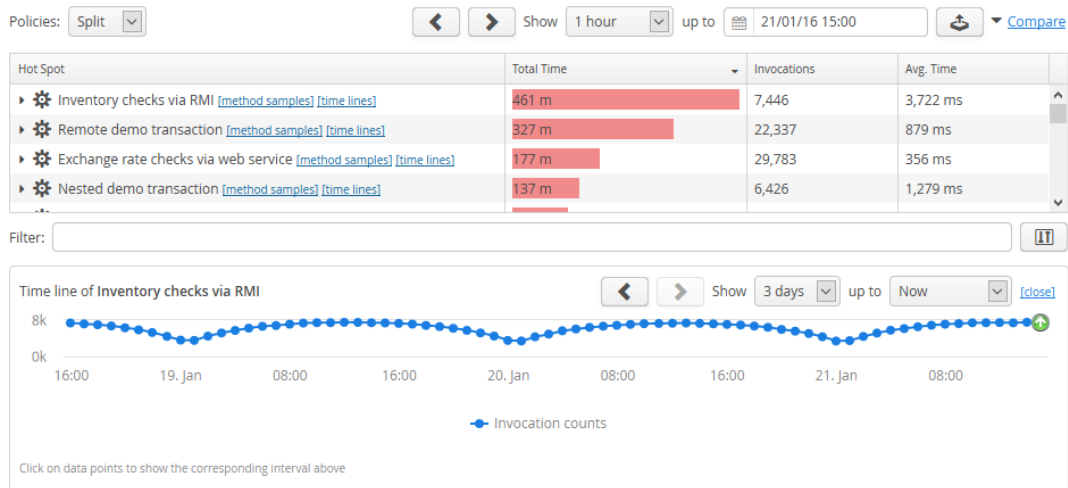 Policies: Split Show 1 hour up to 21/01/16 15:00 Compare
Hot Spot Total Time Invocations Avg. Time
Inventory checks via RMI [method samples] [time lines] 461 m 7,446 3,722 ms
Remote demo transaction [method samples] [time lines] 327 m 22,337 879 ms
Exchange rate checks via web service [method samples] [time lines] 177 m 29,783 356 ms
Nested demo transaction [method samples] [time lines] 137 m 6,426 1,279 ms
Filter:
Time line of Inventory checks via RMI Show 3 days up to Now [close]
8k
0k
16:00 19. Jan 08:00 16:00 20. Jan 08:00 16:00 21. Jan 08:00
Invocation counts
Click on data points to show the corresponding interval above